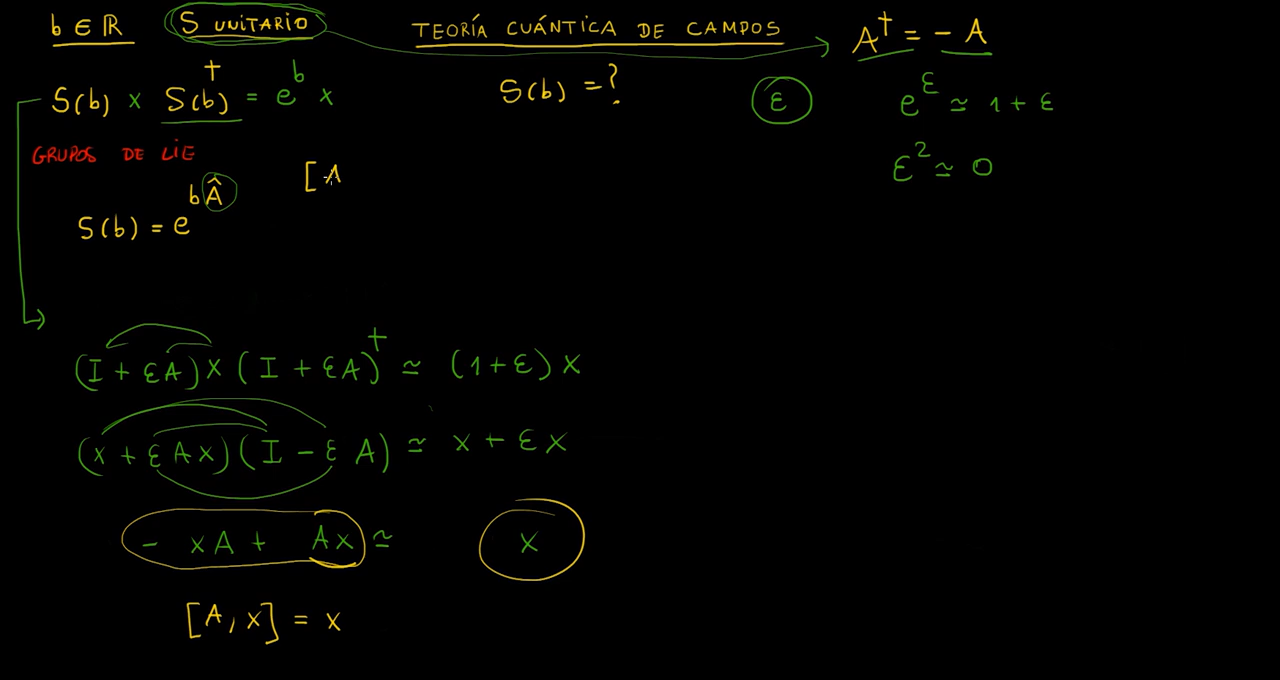 b ∈ ℝ   S UNITARIO   TEORÍA CUÁNTICA DE CAMPOS   A† = - A
S(b) x S(b)† = e^b x   S(b) = ?   ε   e^ε ≃ 1 + ε
GRUPOS DE LIE   [A   ε² ≃ 0
S(b) = e^(bÂ)
(I + εA) x (I + εA)† ≃ (1+ε) x
(x + εAx)(I - εA) ≃ x + εx
- xA + Ax ≃ x
[A, x] = x